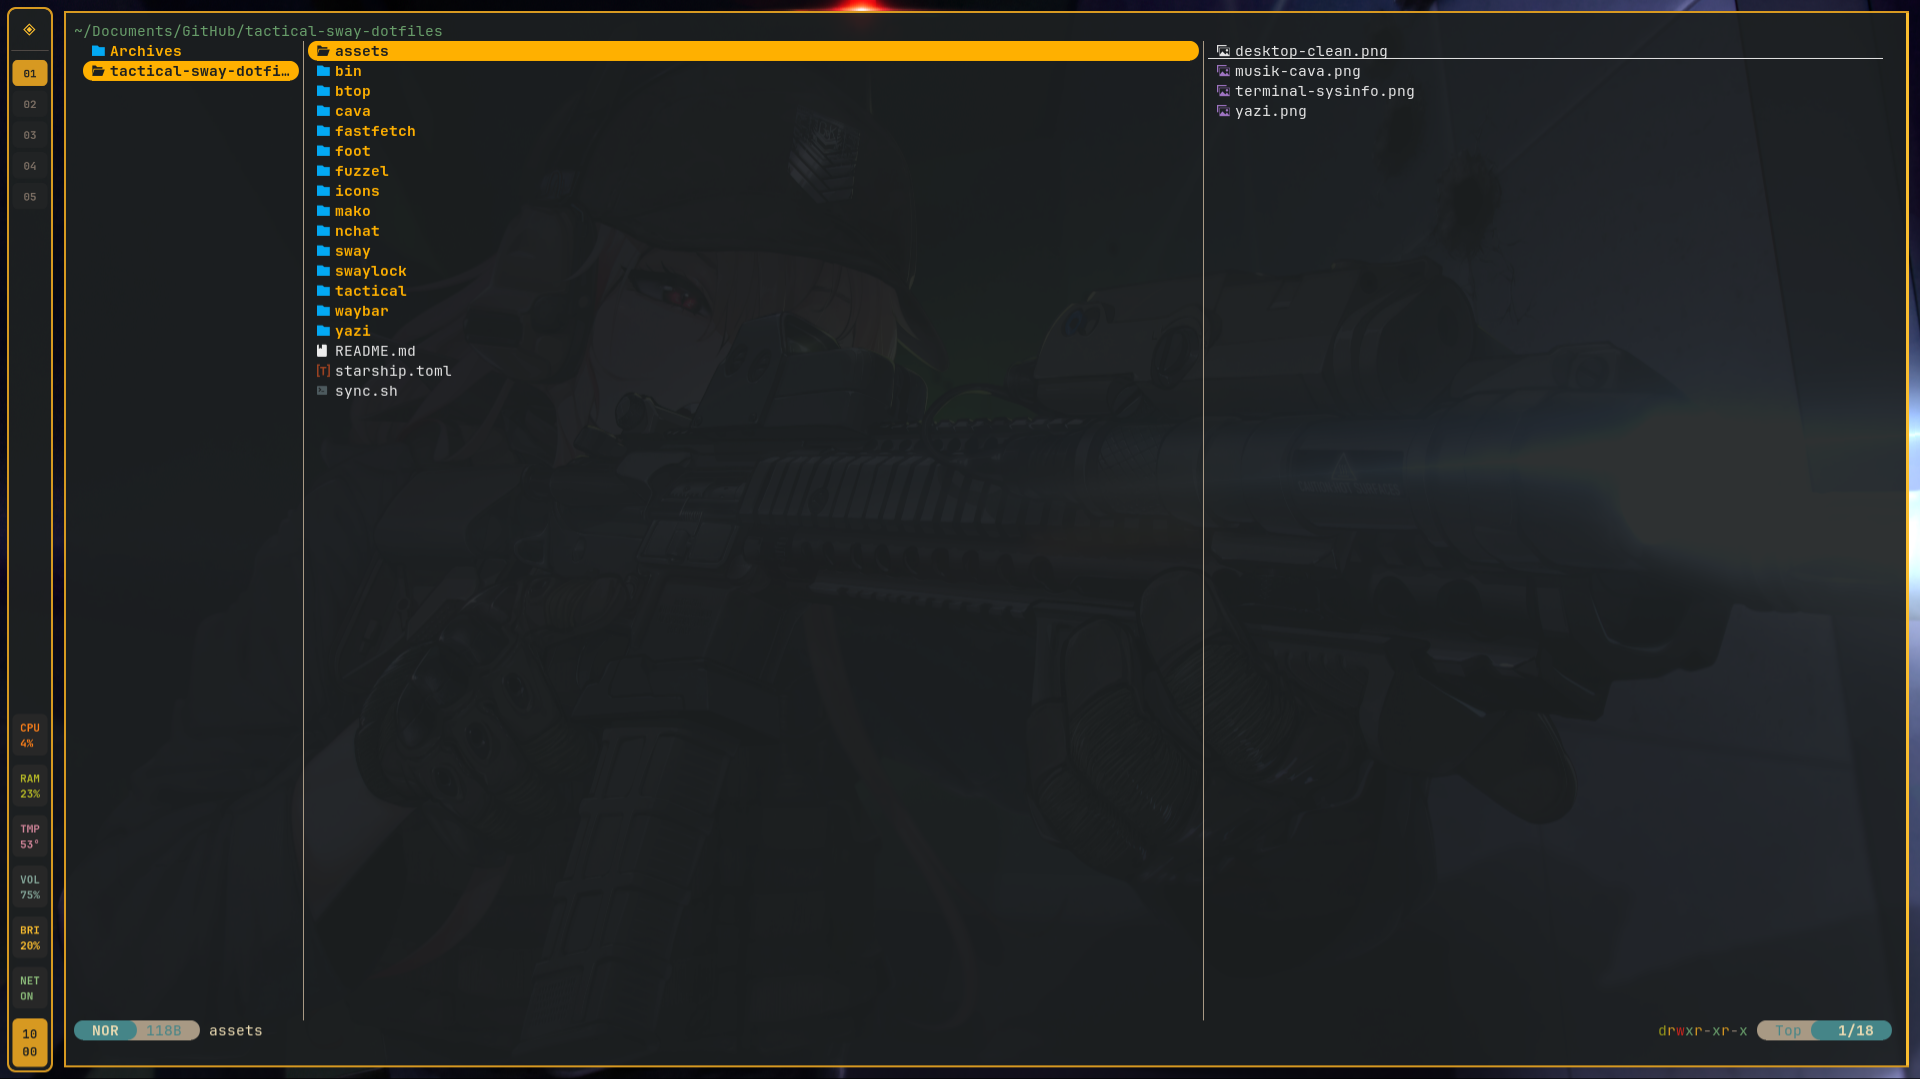 01
02
03
04
05
CPU
4%
RAM
23%
TMP
53°
VOL
75%
BRI
20%
NET
ON
10
00
~/Documents/GitHub/tactical-sway-dotfiles
Archives
tactical-sway-dotfi…
assets
bin
btop
cava
fastfetch
foot
fuzzel
icons
mako
nchat
sway
swaylock
tactical
waybar
yazi
README.md
starship.toml
sync.sh
desktop-clean.png
musik-cava.png
terminal-sysinfo.png
yazi.png
NOR 118B assets
drwxr-xr-x Top 1/18